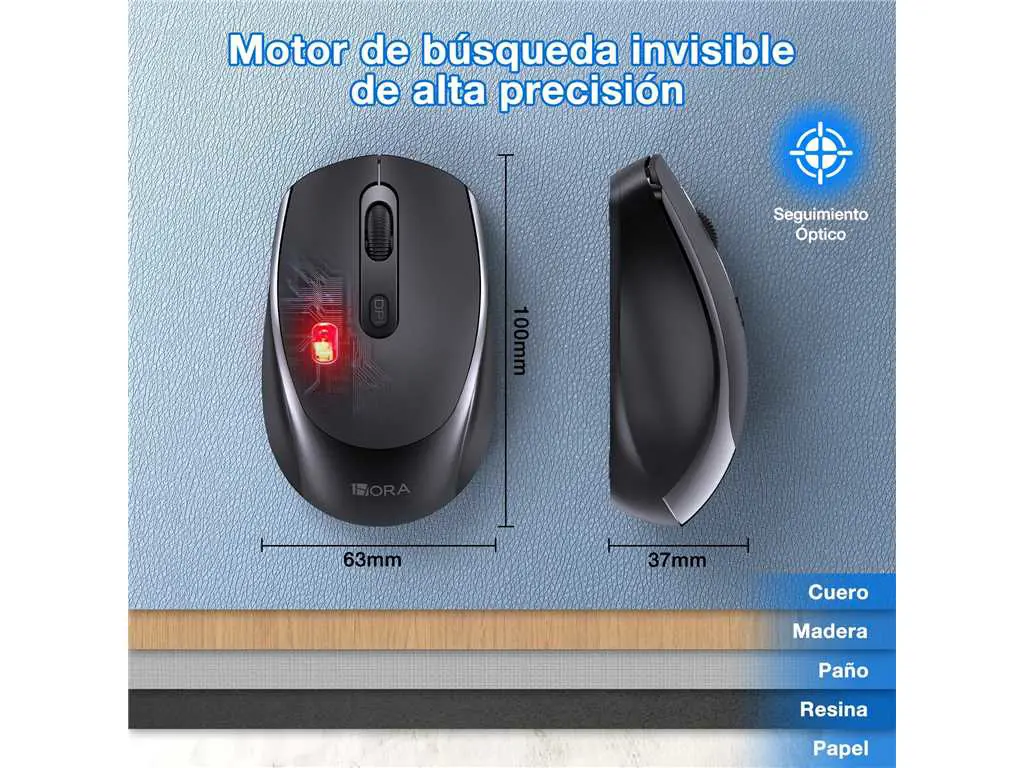 Motor de búsqueda invisible
de alta precisión
Seguimiento
Óptico
DPI
100mm
1HORA
63mm
37mm
Cuero
Madera
Paño
Resina
Papel